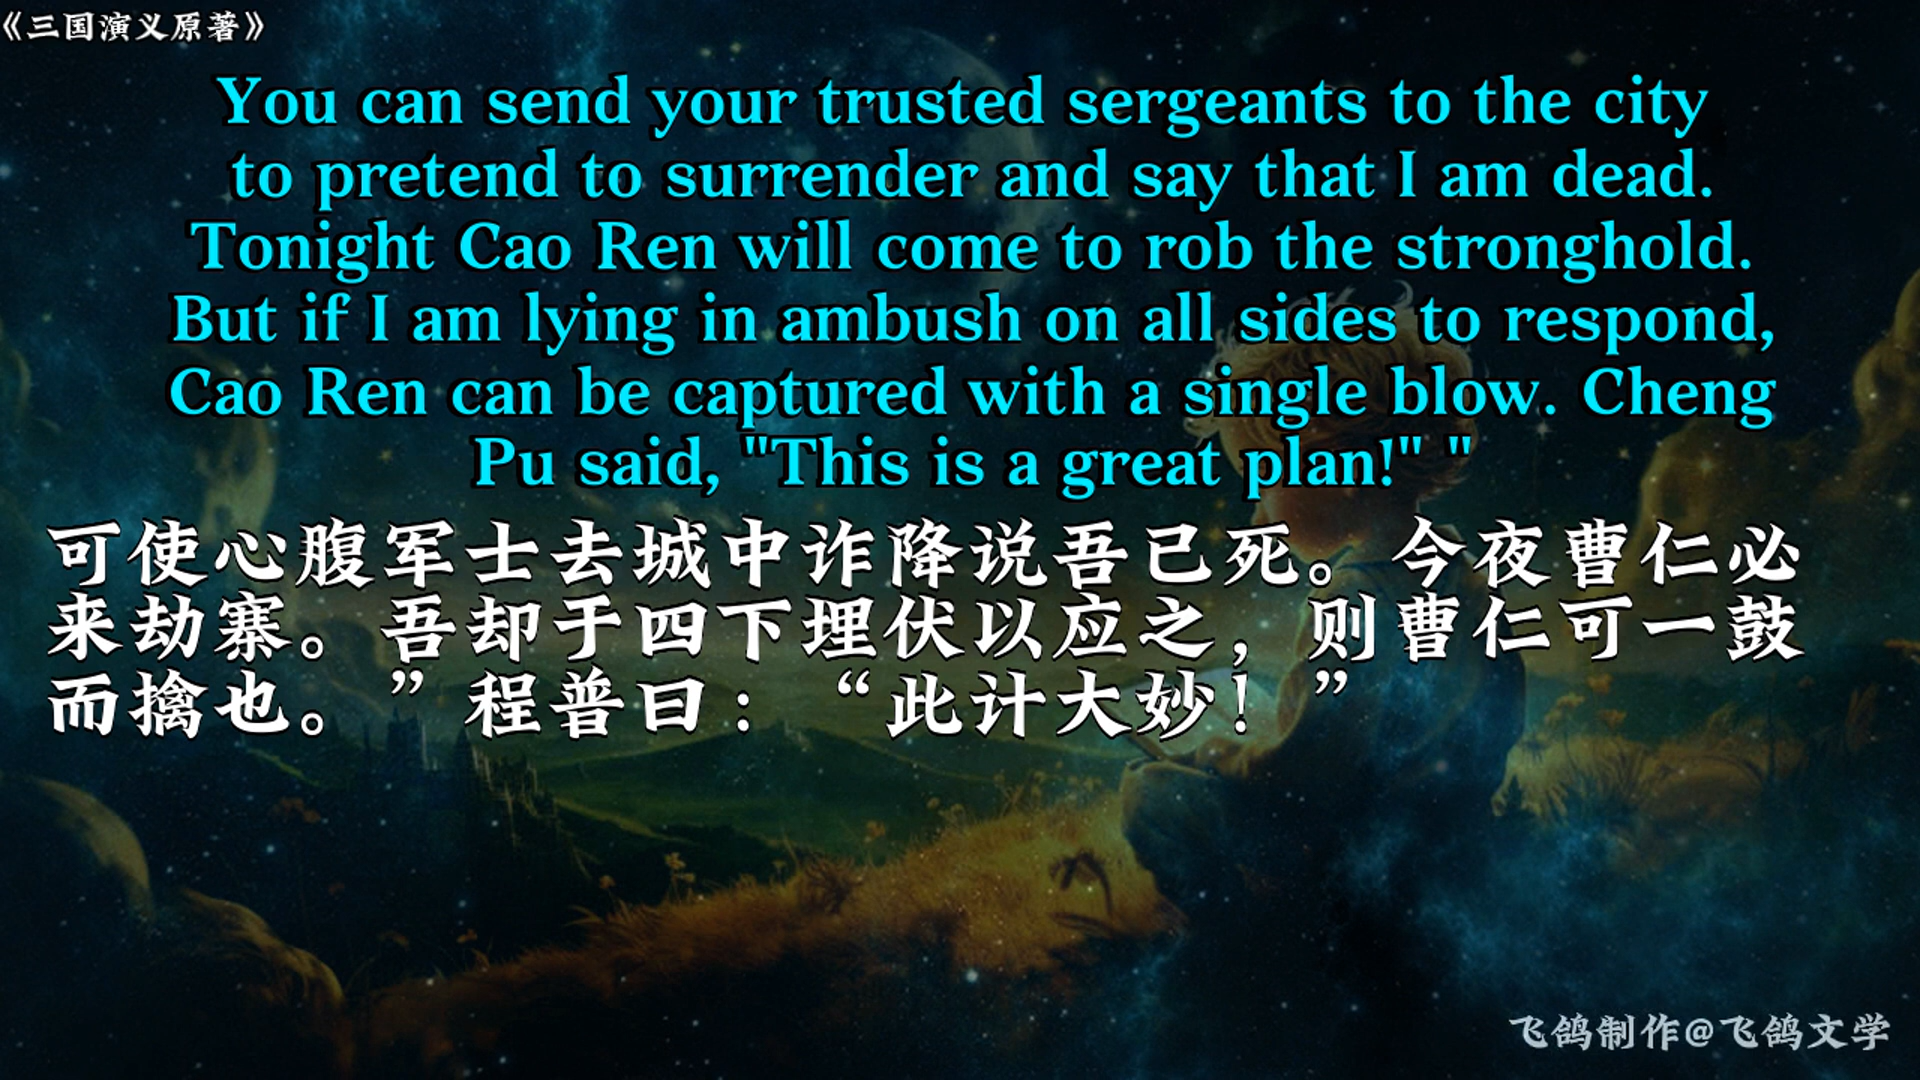 《三国演义原著》
You can send your trusted sergeants to the city
to pretend to surrender and say that I am dead.
Tonight Cao Ren will come to rob the stronghold.
But if I am lying in ambush on all sides to respond,
Cao Ren can be captured with a single blow. Cheng
Pu said, "This is a great plan!" "
可使心腹军士去城中诈降说吾已死。今夜曹仁必
来劫寨。吾却于四下埋伏以应之，则曹仁可一鼓
而擒也。”程普曰：“此计大妙！”
飞鸽制作@飞鸽文学